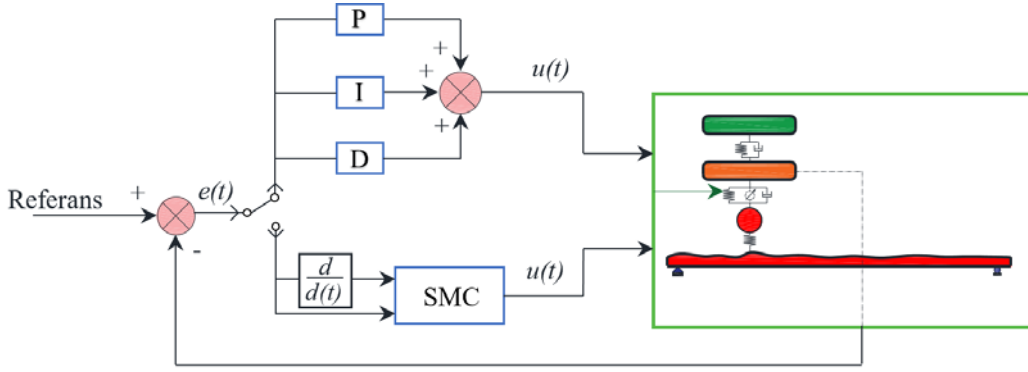 P
+
+
u(t)
I
+
D
e(t)
+
Referans
-
d
d(t)
SMC
u(t)